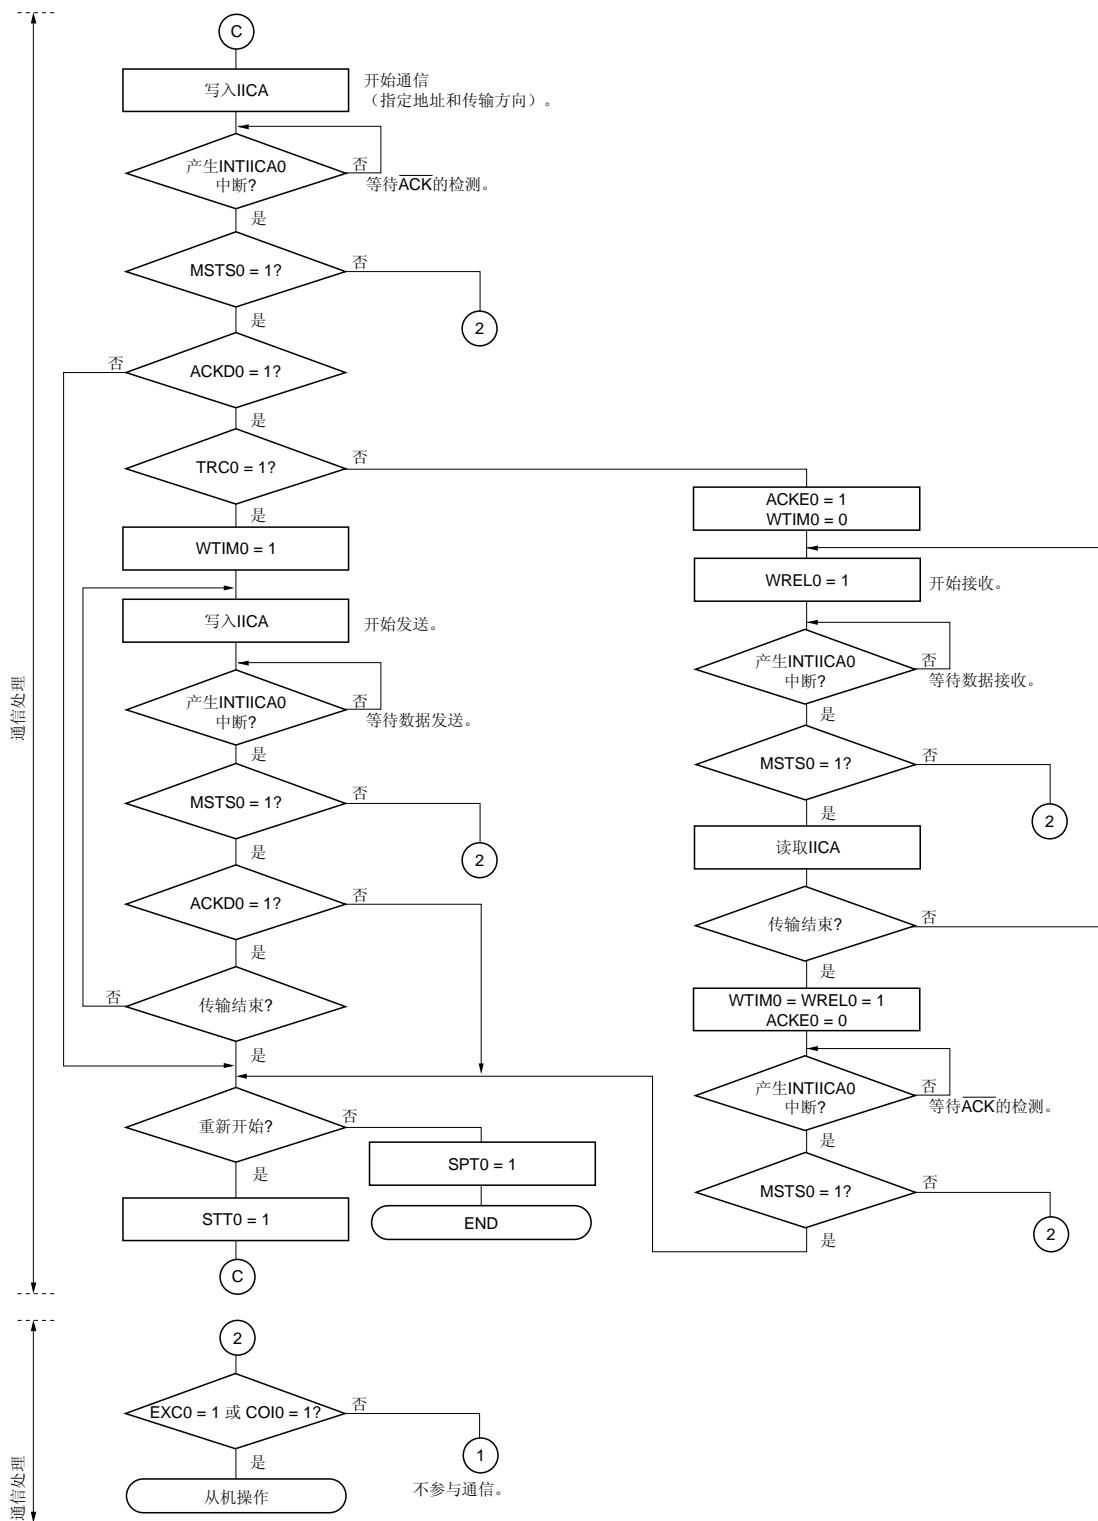 C
写入IICA
开始通信
（指定地址和传输方向）。
产生INTIICA0
中断?
否
等待ACK的检测。
是
MSTS0 = 1?
否
2
是
ACKD0 = 1?
否
是
TRC0 = 1?
否
是
WTIM0 = 1
写入IICA
开始发送。
产生INTIICA0
中断?
否
等待数据发送。
是
MSTS0 = 1?
否
2
是
ACKD0 = 1?
否
是
传输结束?
否
是
重新开始?
否
是
SPT0 = 1
END
STT0 = 1
C
ACKE0 = 1
WTIM0 = 0
WREL0 = 1
开始接收。
产生INTIICA0
中断?
否
等待数据接收。
是
MSTS0 = 1?
否
2
是
读取IICA
传输结束?
否
是
WTIM0 = WREL0 = 1
ACKE0 = 0
产生INTIICA0
中断?
否
等待ACK的检测。
是
MSTS0 = 1?
否
2
是
通信处理
2
EXC0 = 1 或 COI0 = 1?
否
1
不参与通信。
是
从机操作
通信处理